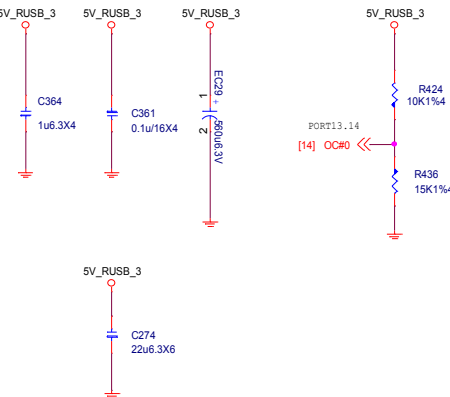 5V_RUSB_3
5V_RUSB_3
5V_RUSB_3
5V_RUSB_3
C364
1u6.3X4
C361
0.1u/16X4
1
EC29
+
2
560u6.3V
R424
10K1%4
PORT13.14
[14] OC#0
R436
15K1%4
5V_RUSB_3
C274
22u6.3X6